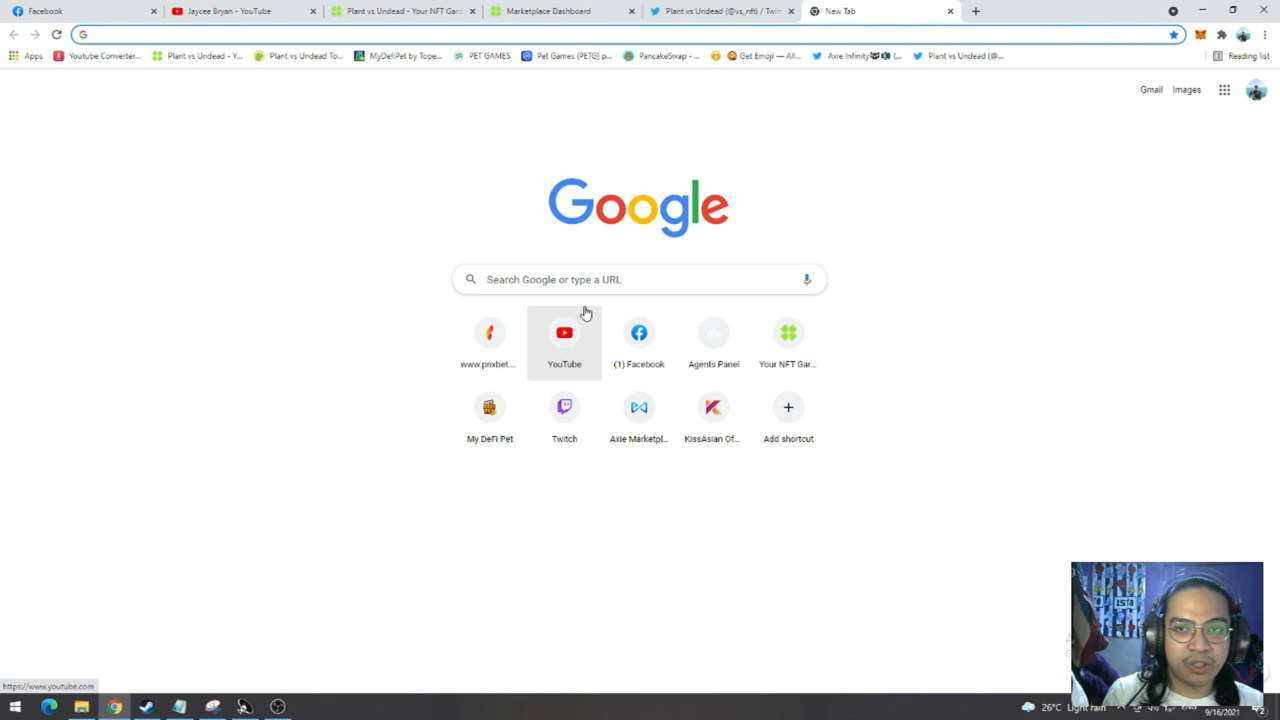 Facebook
Jaycee Bryan - YouTube
Plant vs Undead - Your NFT Gard
Marketplace Dashboard
Plant vs Undead (@vs_nft) / Twitt
New Tab
Apps
Youtube Converter...
Plant vs Undead - Y...
Plant vs Undead To...
MyDefiPet by Tope...
PET GAMES
Pet Games (PETG) p...
PancakeSwap - ...
Get Emoji — All...
Axie Infinity
Plant vs Undead (@...
Reading list
Gmail
Images
Google
Search Google or type a URL
www.pnxbet....
YouTube
(1) Facebook
Agents Panel
Your NFT Gar...
My DeFi Pet
Twitch
Axie Marketpl...
KissAsian Of...
Add shortcut
https://www.youtube.com
26°C Light rain
9/16/2021
2